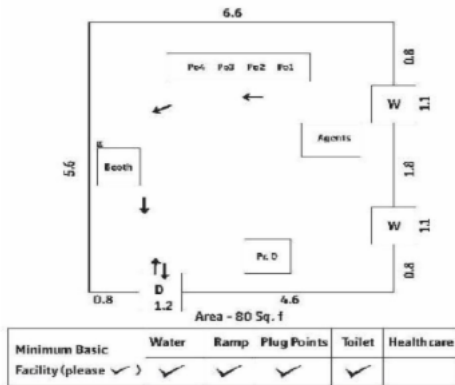 6.6
Po4 Po3 Po2 Po1
0.8
W
1.1
Agents
5.6
Booth
1.8
W
1.1
Po. D
0.8
D
0.8 1.2 4.6
Area - 80 Sq. f
Minimum Basic Facility (please ✓) Water Ramp Plug Points Toilet Healthcare
✓ ✓ ✓ ✓